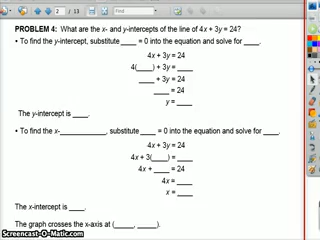 2 / 13
PROBLEM 4: What are the x- and y-intercepts of the line of 4x + 3y = 24?
• To find the y-intercept, substitute ____ = 0 into the equation and solve for ____.
4x + 3y = 24
4(____) + 3y = ____
____ + 3y = 24
____ = 24
y = ____
The y-intercept is ____.
• To find the x-____________, substitute ____ = 0 into the equation and solve for ____.
4x + 3y = 24
4x + 3(____) = ____
4x + ____ = 24
4x = ____
x = ____
The x-intercept is ____.
The graph crosses the x-axis at (____, ____).
Screencast-O-Matic.com